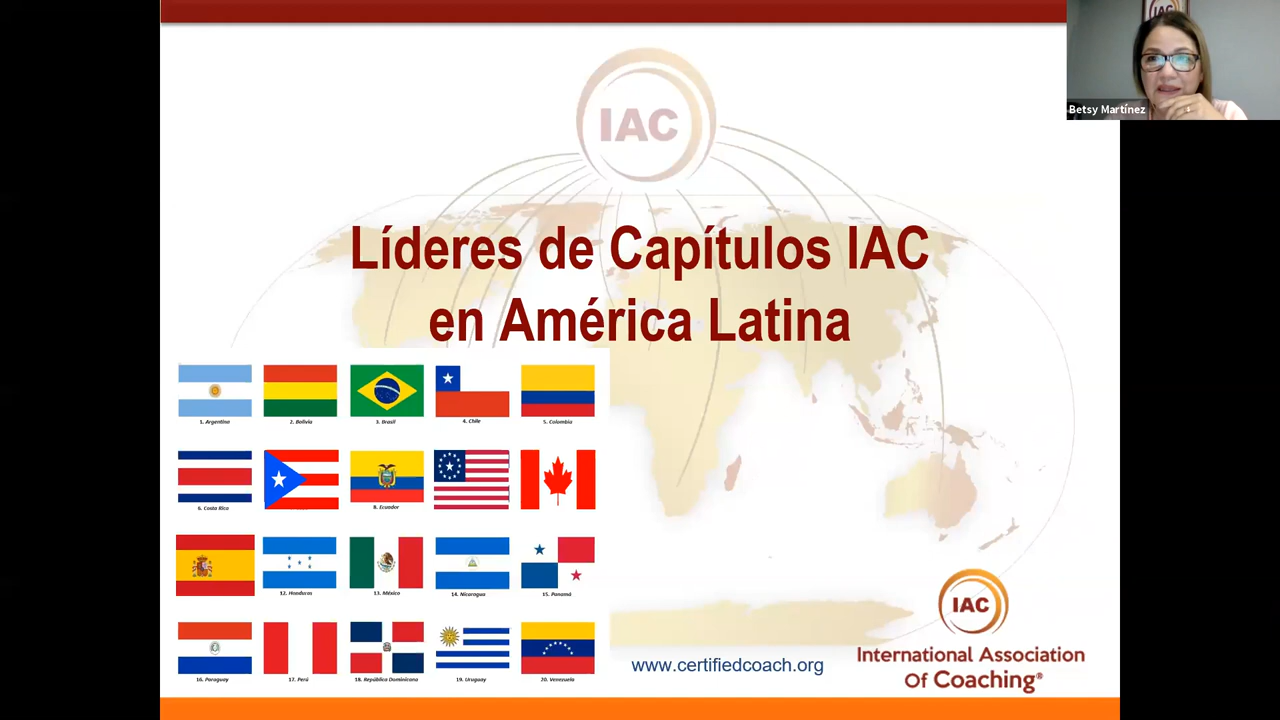 IAC
Betsy Martínez
IAC
Líderes de Capítulos IAC
en América Latina
1. Argentina
2. Bolivia
3. Brasil
4. Chile
5. Colombia
6. Costa Rica
8. Ecuador
12. Honduras
13. México
14. Nicaragua
15. Panamá
16. Paraguay
17. Perú
18. República Dominicana
19. Uruguay
20. Venezuela
www.certifiedcoach.org
IAC
International Association
Of Coaching®